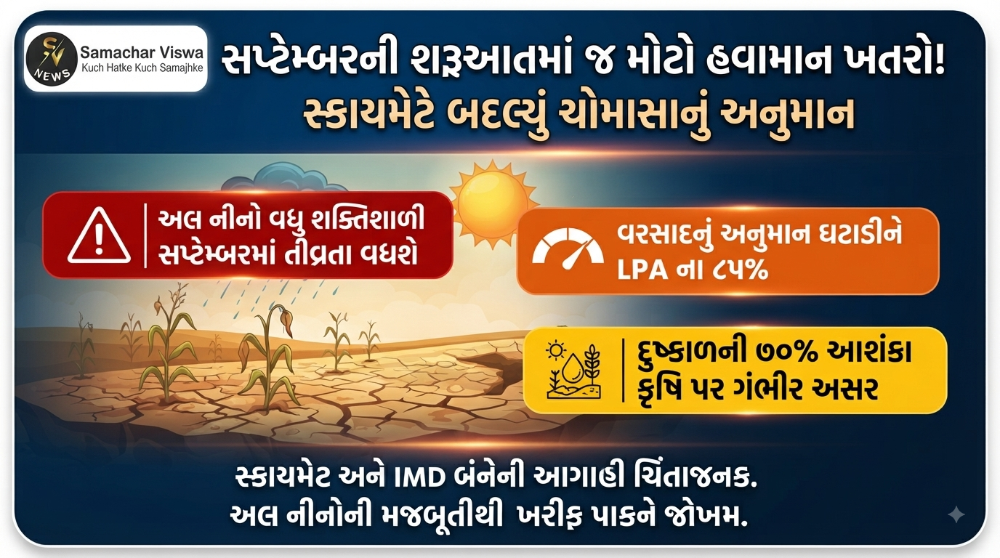 SV NEWS
Samachar Viswa
Kuch Hatke Kuch Samajhke
સપ્ટેમ્બરની શરૂઆતમાં જ મોટો હવામાન ખતરો!
સ્કાયમેટે બદલ્યું ચોમાસાનું અનુમાન
અલ નીનો વધુ શક્તિશાળી
સપ્ટેમ્બરમાં તીવ્રતા વધશે
વરસાદનું અનુમાન ઘટાડીને
LPA ના ૮૫%
દુષ્કાળની ૭૦% આશંકા
કૃષિ પર ગંભીર અસર
સ્કાયમેટ અને IMD બંનેની આગાહી ચિંતાજનક.
અલ નીનોની મજબૂતીથી ખરીફ પાકને જોખમ.